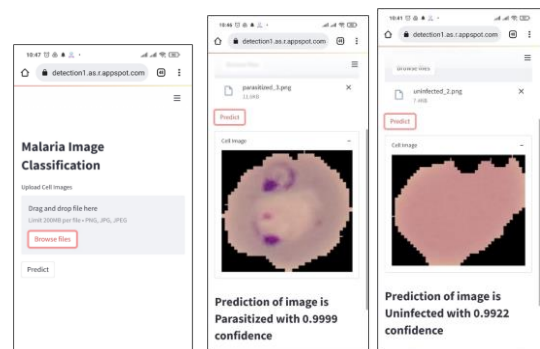 10:47
detection1.as.r.appspot.com
Malaria Image
Classification
Upload Cell Images
Drag and drop file here
Limit 200MB per file • PNG, JPG, JPEG
Browse files
Predict
10:46
detection1.as.r.appspot.com
Browse files
parasitized_3.png
Predict
Cell Image
Prediction of image is
Parasitized with 0.9999
confidence
10:41
detection1.as.r.appspot.com
Browse files
uninfected_2.png
Predict
Cell Image
Prediction of image is
Uninfected with 0.9922
confidence